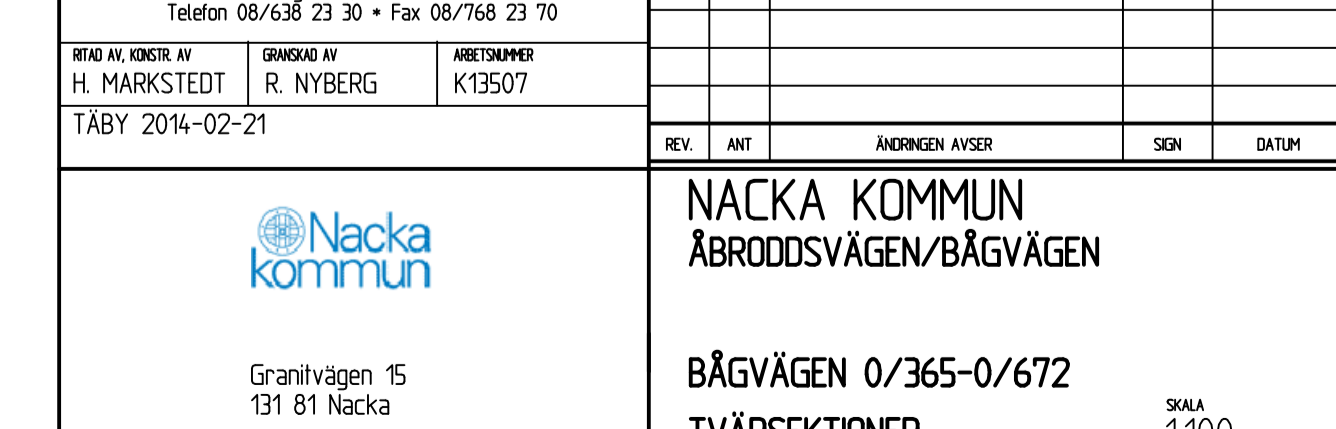 Telefon 08/638 23 30 * Fax 08/768 23 70
RITAD AV, KONSTR. AV GRANSKAD AV ARBETSNUMMER
H. MARKSTEDT R. NYBERG K13507
TÄBY 2014-02-21
REV. ANT ÄNDRINGEN AVSER SIGN DATUM
Nacka
kommun
Granitvägen 15
131 81 Nacka
NACKA KOMMUN
ÅBRODDSVÄGEN/BÅGVÄGEN
BÅGVÄGEN 0/365-0/672
TVÄRSEKTIONER
SKALA